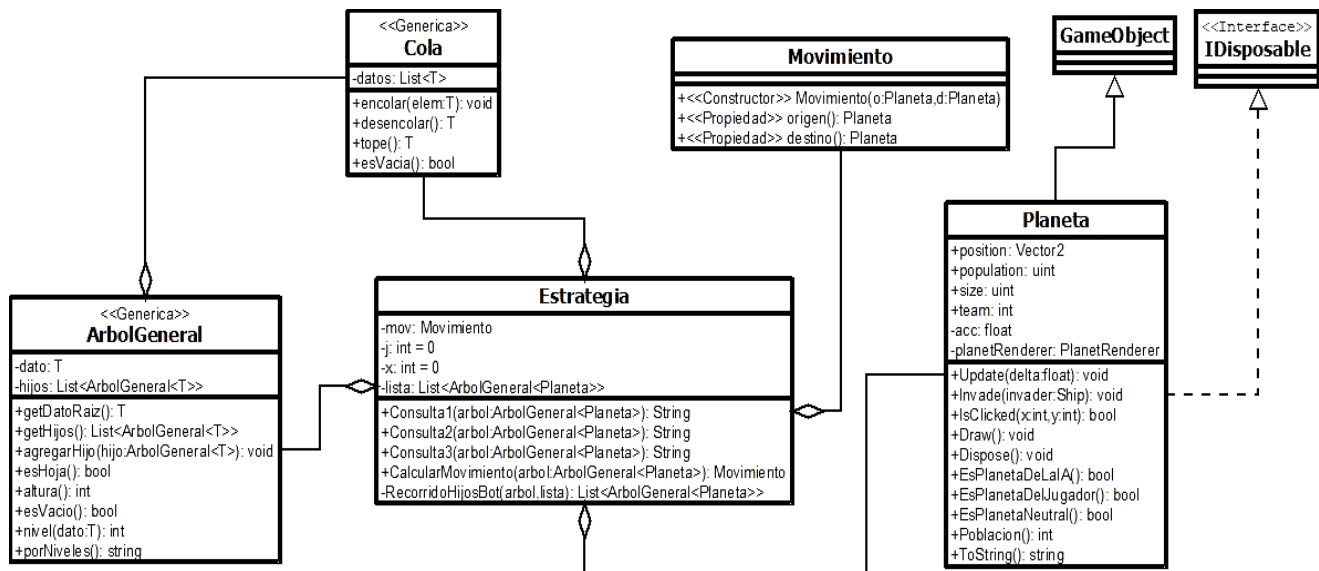 <<Generica>>
Cola
-datos: List<T>
+encolar(elem:T): void
+desencolar(): T
+tope(): T
+esVacia(): bool
Movimiento
+<<Constructor>> Movimiento(o:Planeta,d:Planeta)
+<<Propiedad>> origen(): Planeta
+<<Propiedad>> destino(): Planeta
GameObject
<<Interface>>
IDisposable
<<Generica>>
ArbolGeneral
-dato: T
-hijos: List<ArbolGeneral<T>>
+getDatoRaiz(): T
+getHijos(): List<ArbolGeneral<T>>
+agregarHijo(hijo:ArbolGeneral<T>): void
+esHoja(): bool
+altura(): int
+esVacio(): bool
+nivel(dato:T): int
+porNiveles(): string
Estrategia
-mov: Movimiento
-j: int = 0
-x: int = 0
-lista: List<ArbolGeneral<Planeta>>
+Consulta1(arbol:ArbolGeneral<Planeta>): String
+Consulta2(arbol:ArbolGeneral<Planeta>): String
+Consulta3(arbol:ArbolGeneral<Planeta>): String
+CalcularMovimiento(arbol:ArbolGeneral<Planeta>): Movimiento
-RecorridoHijosBot(arbol,lista): List<ArbolGeneral<Planeta>>
Planeta
+position: Vector2
+population: uint
+size: uint
+team: int
-acc: float
-planetRenderer: PlanetRenderer
+Update(delta:float): void
+Invade(invader:Ship): void
+IsClicked(x:int,y:int): bool
+Draw(): void
+Dispose(): void
+EsPlanetaDeLaIA(): bool
+EsPlanetaDelJugador(): bool
+EsPlanetaNeutral(): bool
+Poblacion(): int
+ToString(): string